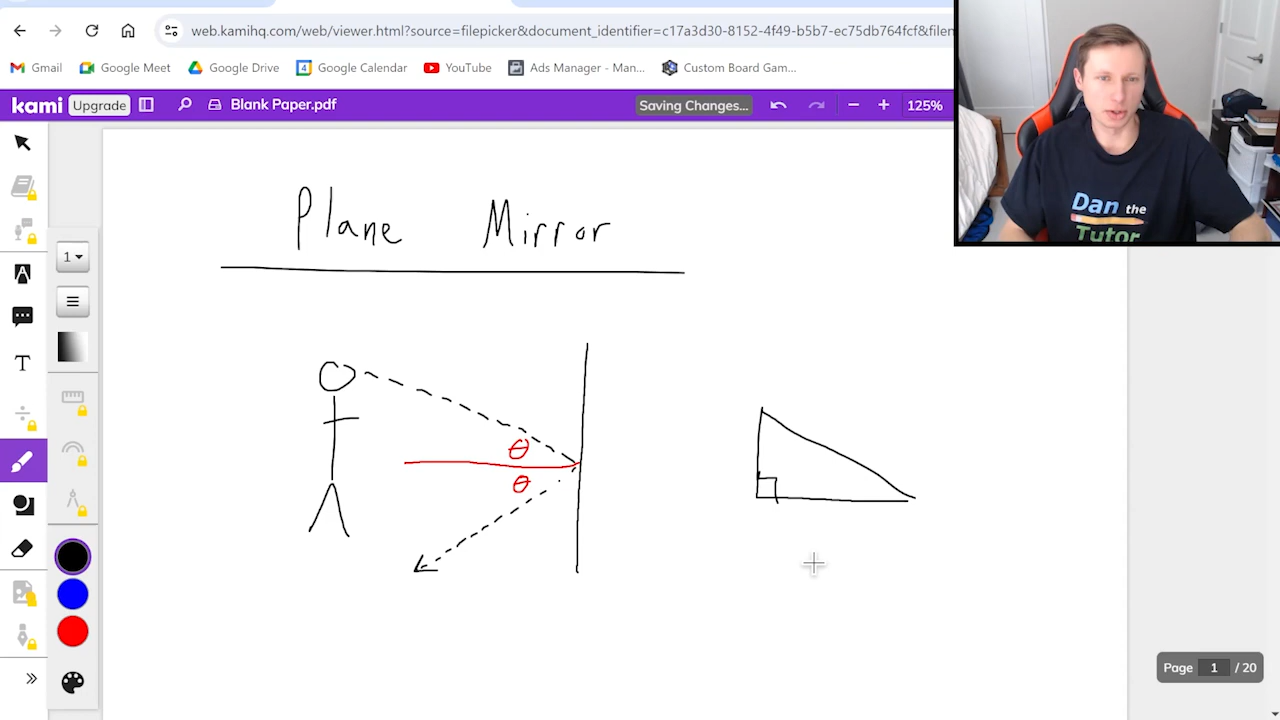 web.kamihq.com/web/viewer.html?source=filepicker&document_identifier=c17a3d30-8152-4f49-b5b7-ec75db764fcf&filen
Gmail Google Meet Google Drive 4 Google Calendar YouTube Ads Manager - Man... Custom Board Gam...
kami Upgrade Blank Paper.pdf Saving Changes... 125%
Dan the
Tutor
Plane Mirror
1
T
θ
θ
Page 1 / 20